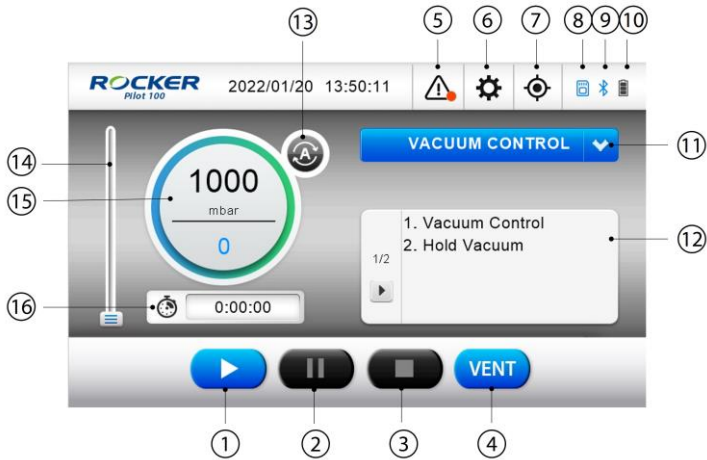 13
5
6
7
8
9
10
ROCKER
Pilot 100
2022/01/20 13:50:11
14
A
VACUUM CONTROL
11
15
1000
mbar
0
1. Vacuum Control
2. Hold Vacuum
1/2
12
16
0:00:00
VENT
1
2
3
4